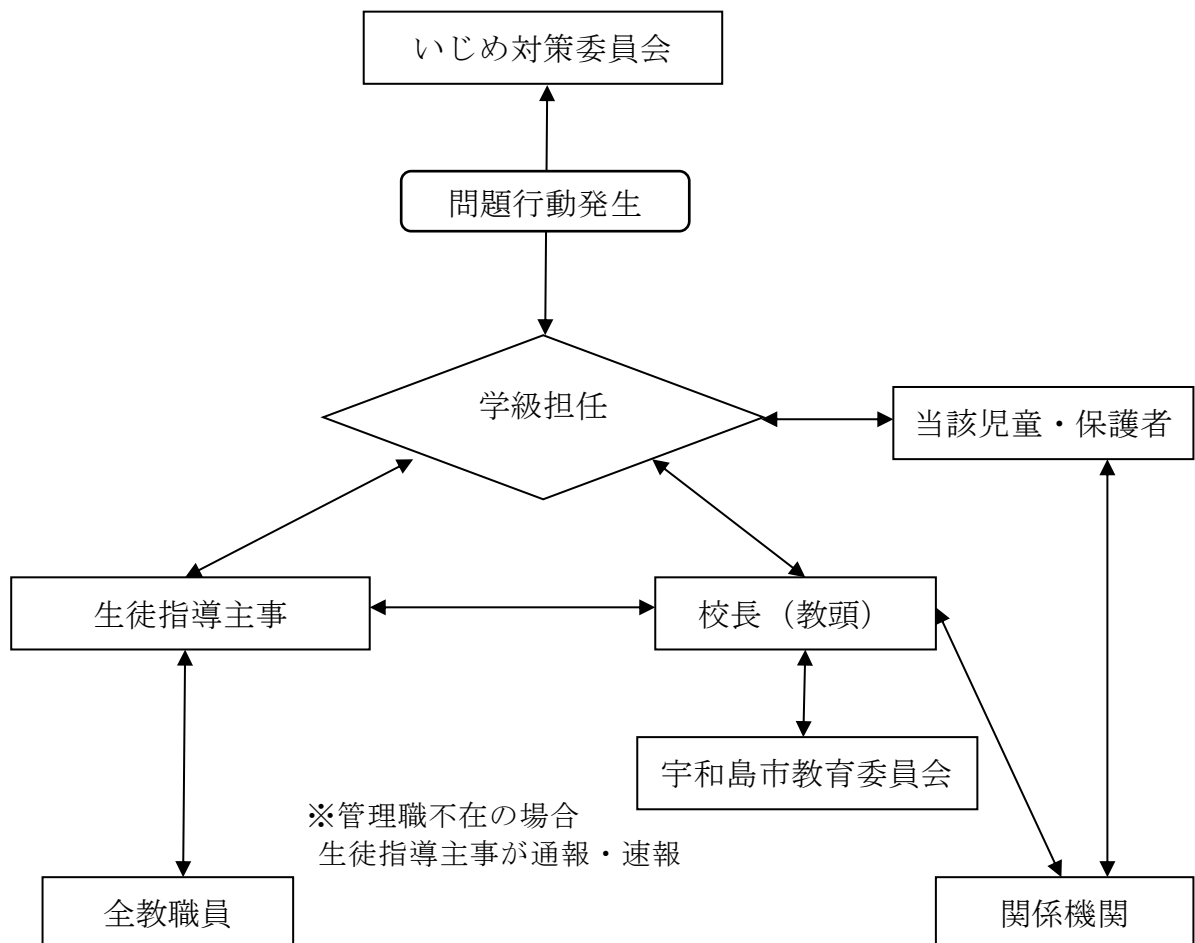 いじめ対策委員会
問題行動発生
学級担任
当該児童・保護者
生徒指導主事
校長（教頭）
宇和島市教育委員会
※管理職不在の場合
生徒指導主事が通報・速報
全教職員
関係機関